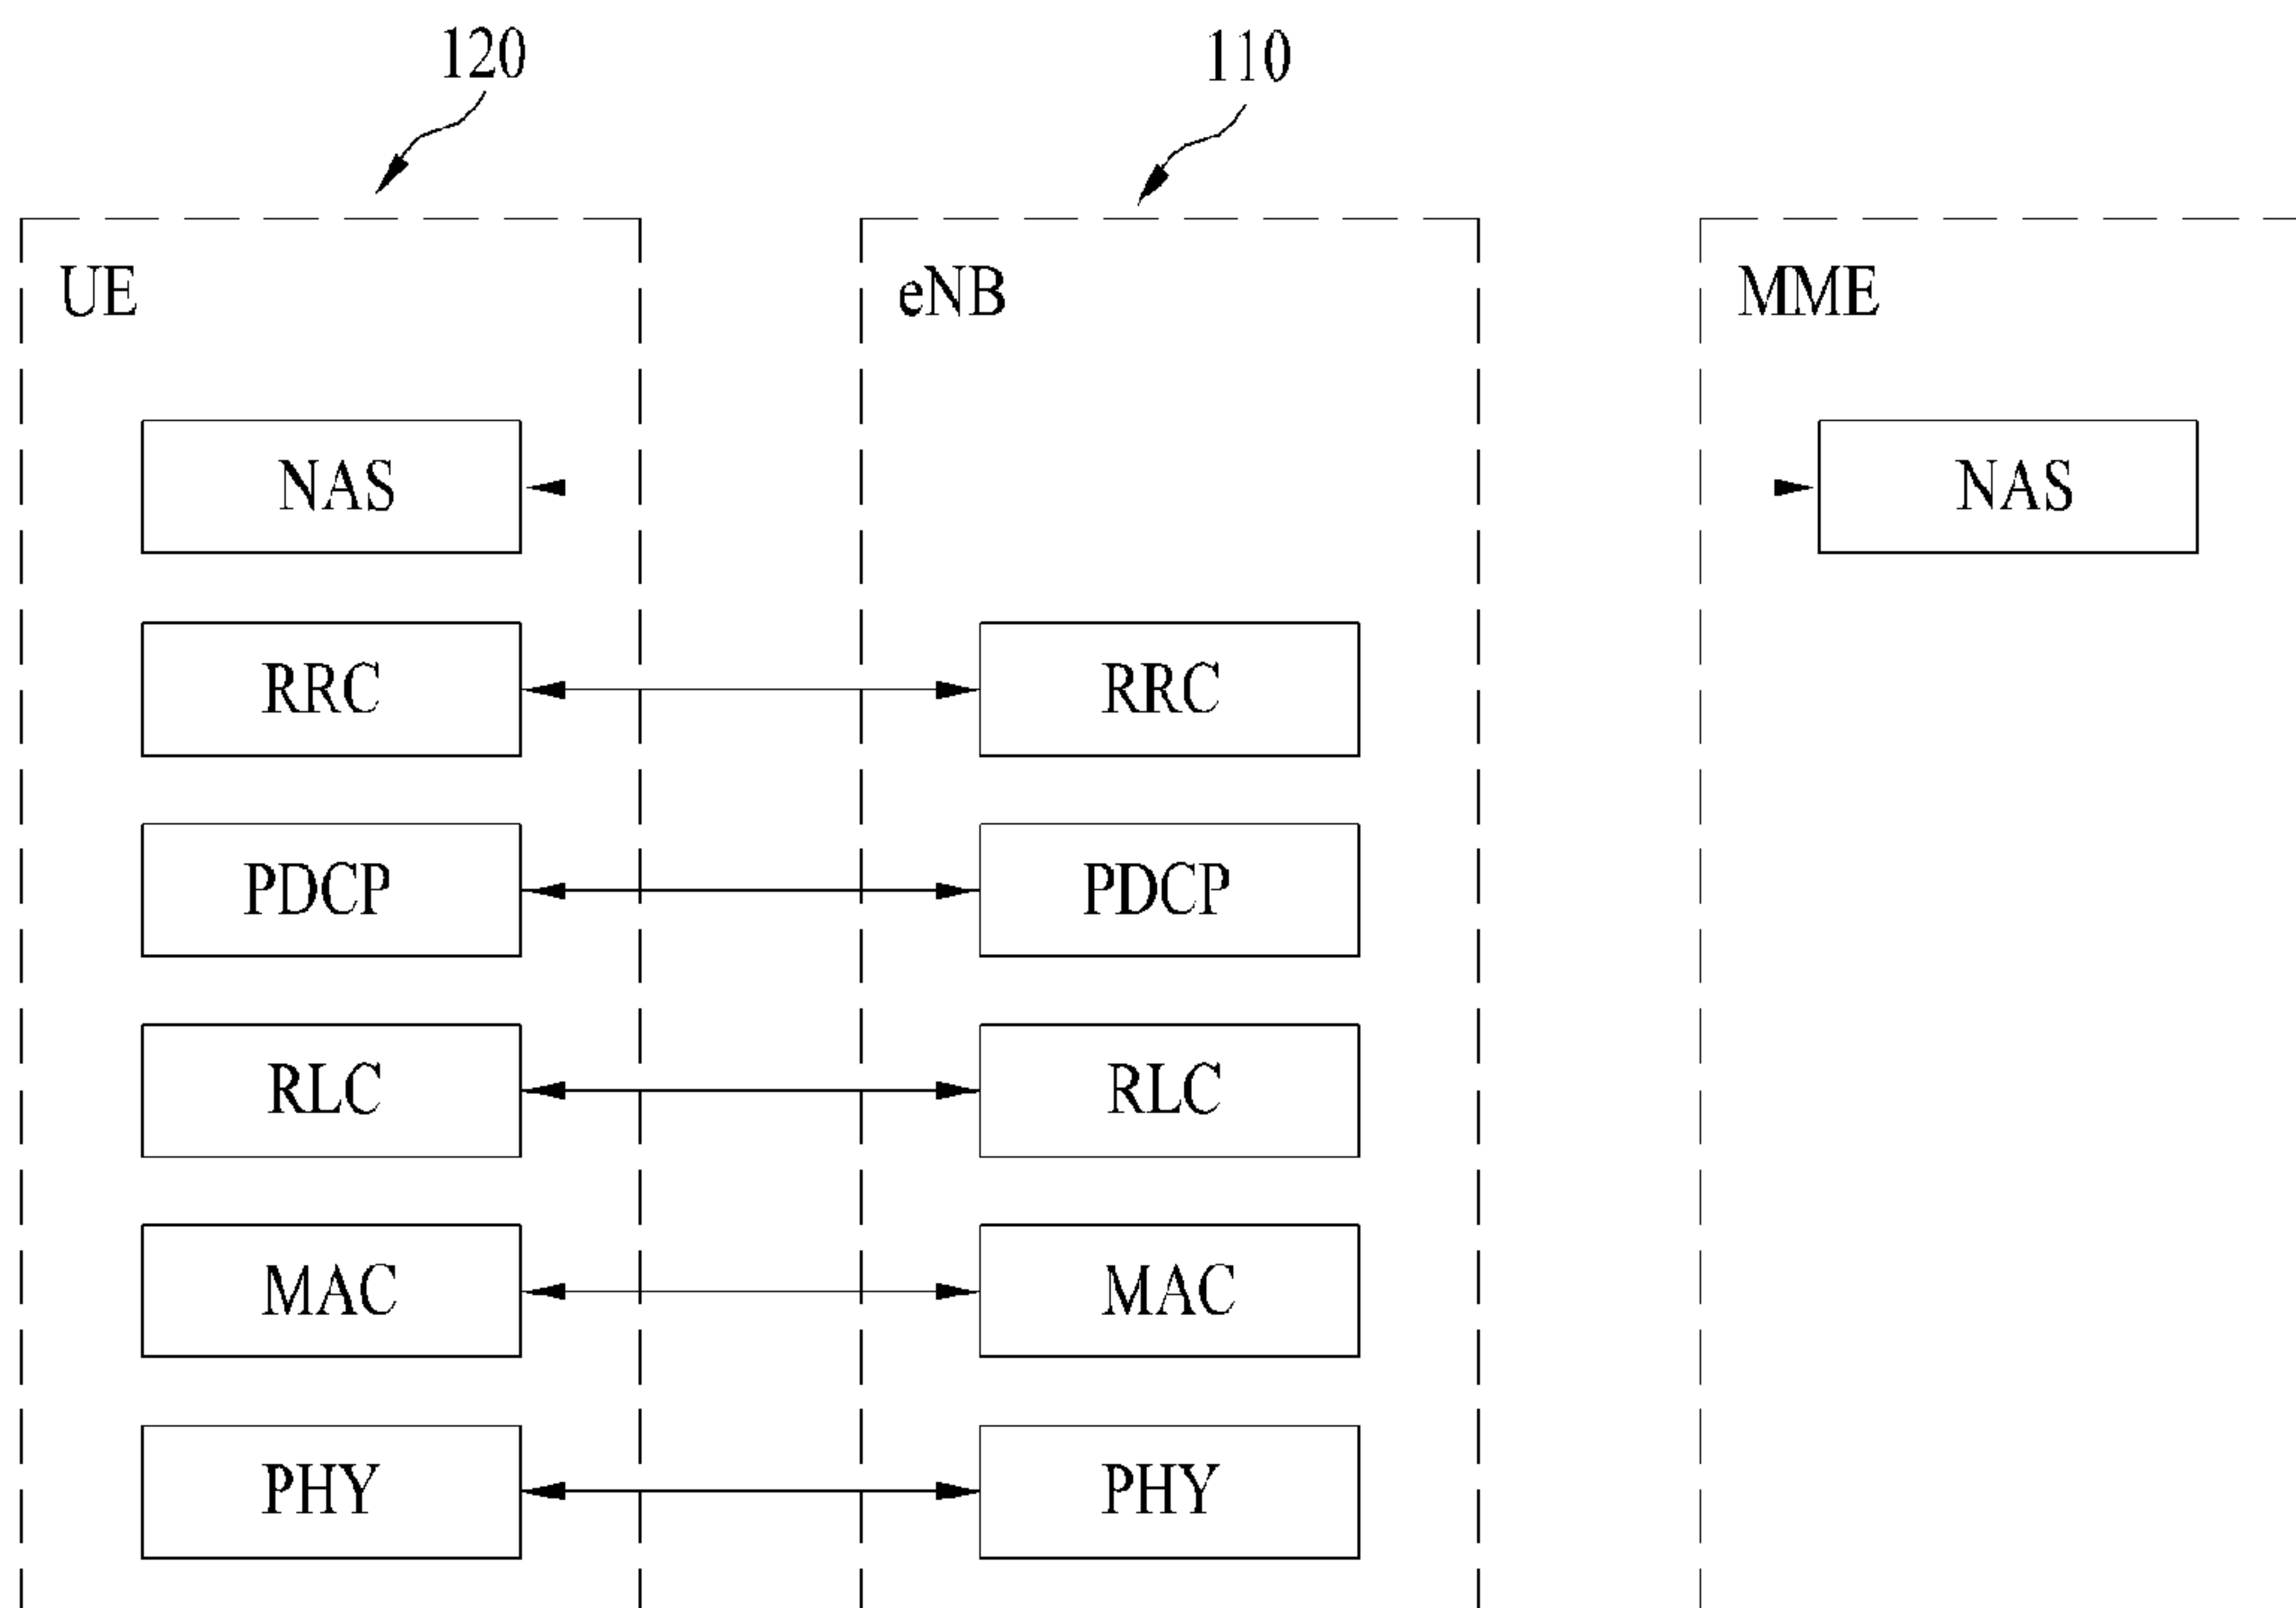 120 110
UE eNB MME
NAS NAS
RRC RRC
PDCP PDCP
RLC RLC
MAC MAC
PHY PHY